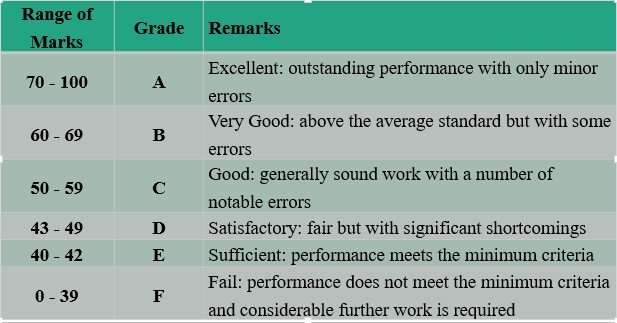 Range of Marks Grade Remarks
70 - 100 A Excellent: outstanding performance with only minor errors
60 - 69 B Very Good: above the average standard but with some errors
50 - 59 C Good: generally sound work with a number of notable errors
43 - 49 D Satisfactory: fair but with significant shortcomings
40 - 42 E Sufficient: performance meets the minimum criteria
0 - 39 F Fail: performance does not meet the minimum criteria and considerable further work is required